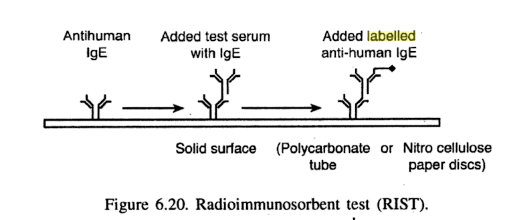 Antihuman IgE
Added test serum with IgE
Added labelled anti-human IgE
Solid surface
(Polycarbonate tube or Nitro cellulose paper discs)
Figure 6.20. Radioimmunosorbent test (RIST).